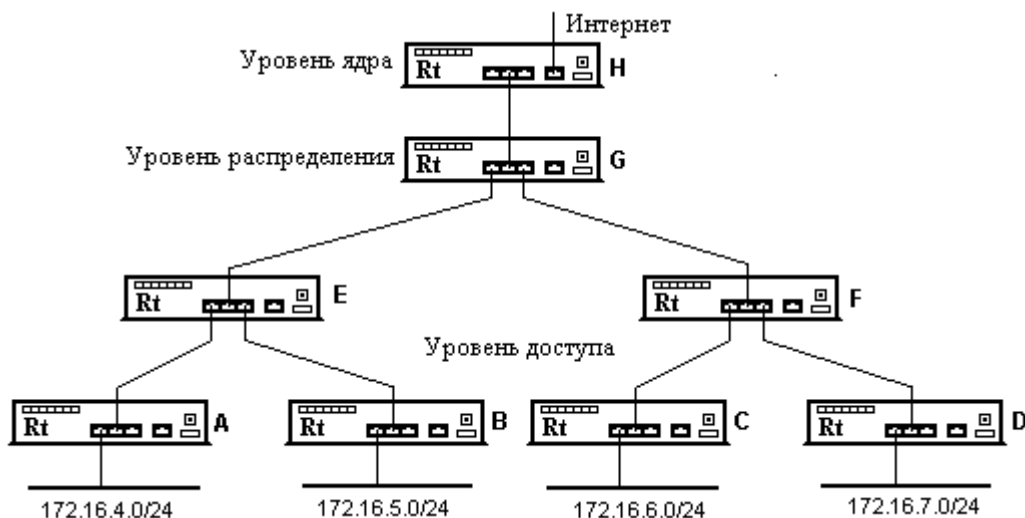 Интернет
Уровень ядра
Rt
H
Уровень распределения
Rt
G
Rt
E
Rt
F
Уровень доступа
Rt
A
Rt
B
Rt
C
Rt
D
172.16.4.0/24
172.16.5.0/24
172.16.6.0/24
172.16.7.0/24